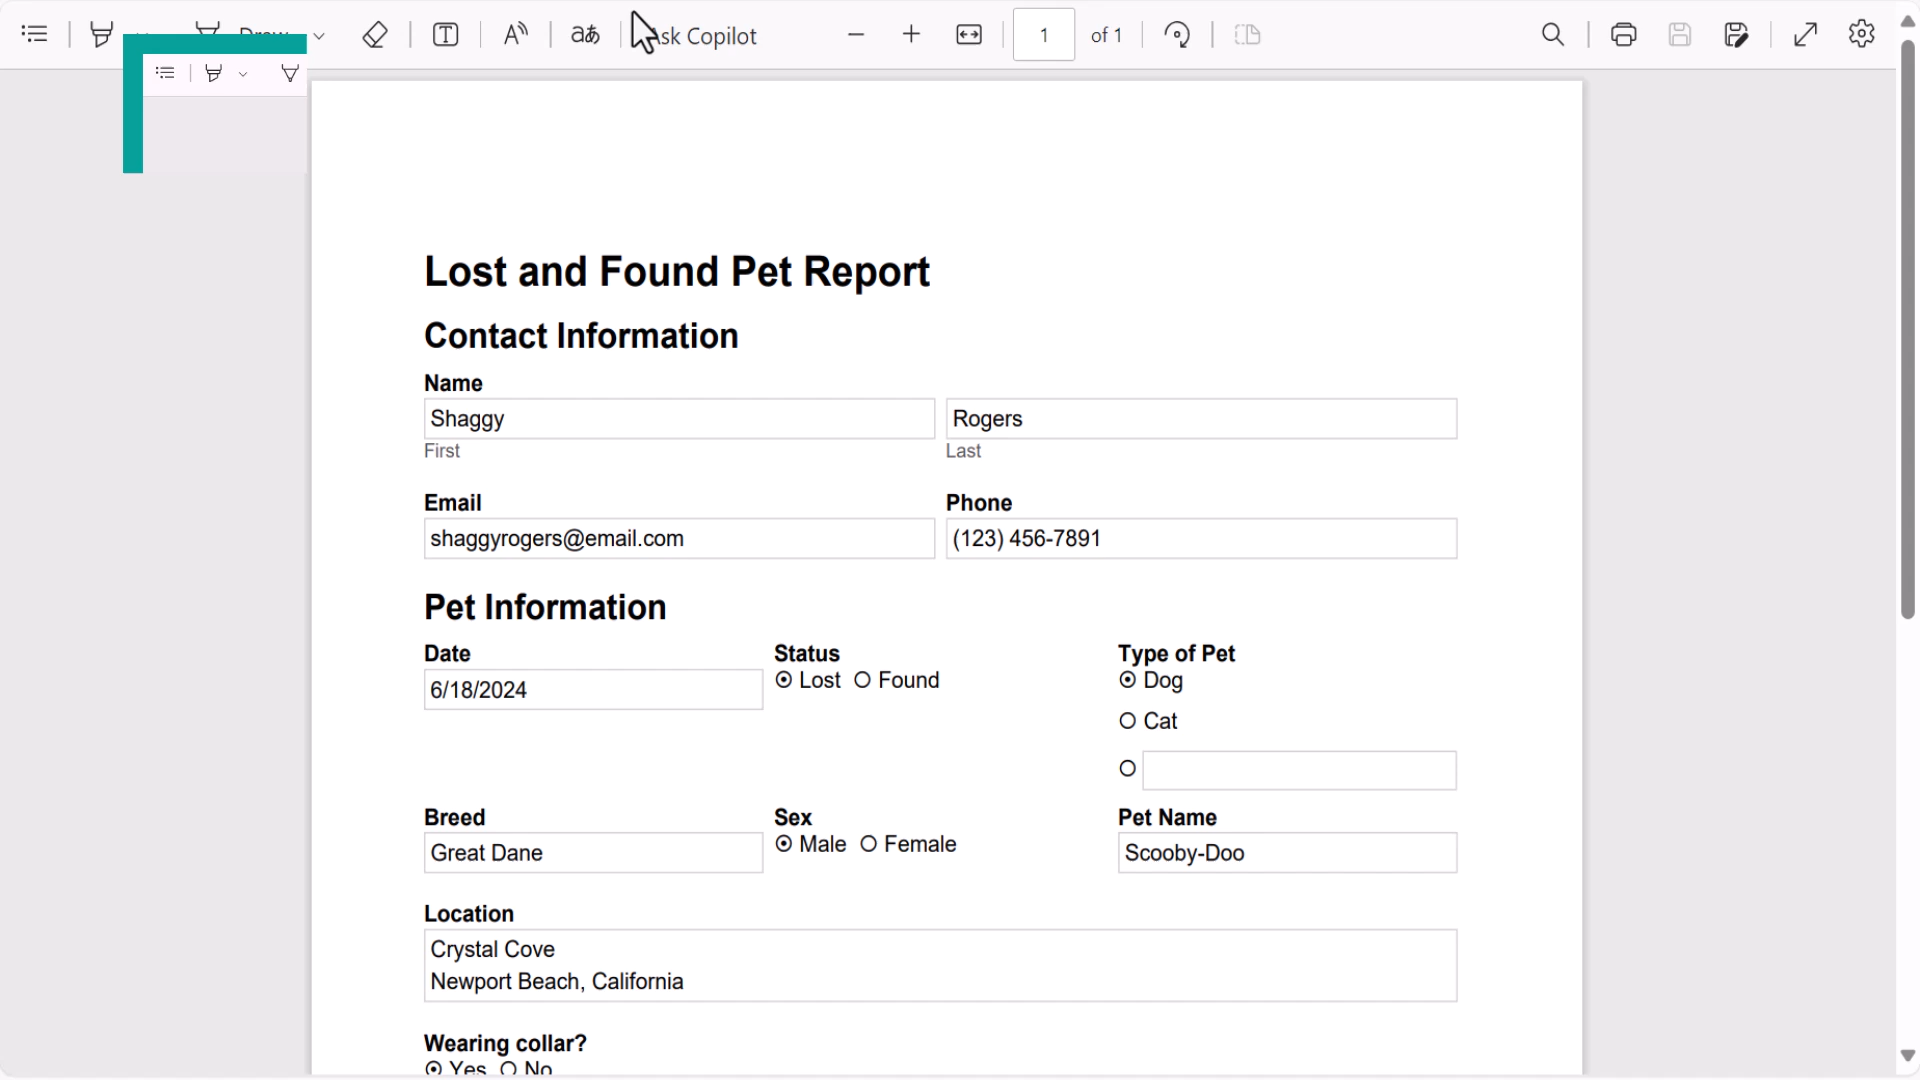 aあ Ask Copilot 1 of 1
Lost and Found Pet Report
Contact Information
Name
Shaggy Rogers
First Last
Email Phone
shaggyrogers@email.com (123) 456-7891
Pet Information
Date Status Type of Pet
6/18/2024 Lost Found Dog
Cat
Breed Sex Pet Name
Great Dane Male Female Scooby-Doo
Location
Crystal Cove
Newport Beach, California
Wearing collar?
Yes No